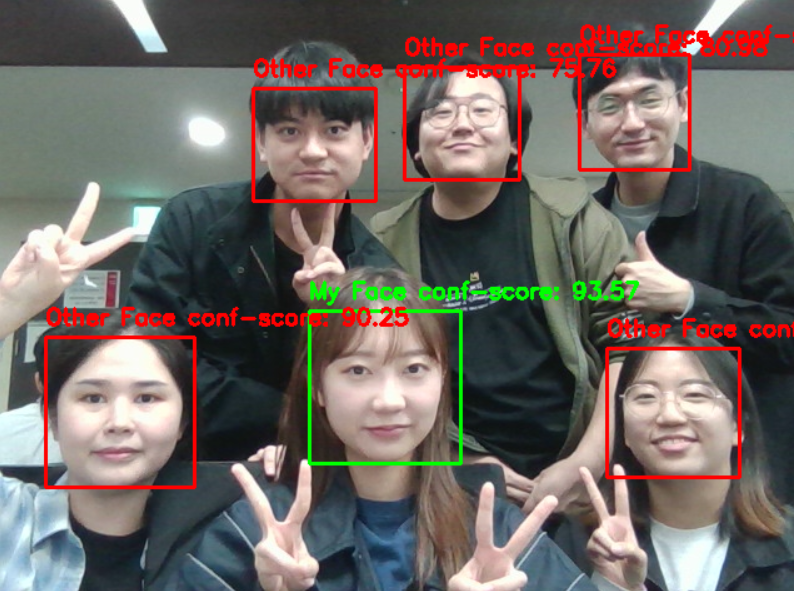 Other Face conf-
Other Face conf-score: 80.98
Other Face conf-score: 75.76
My Face conf-score: 93.57
Other Face conf-score: 90.25
Other Face conf